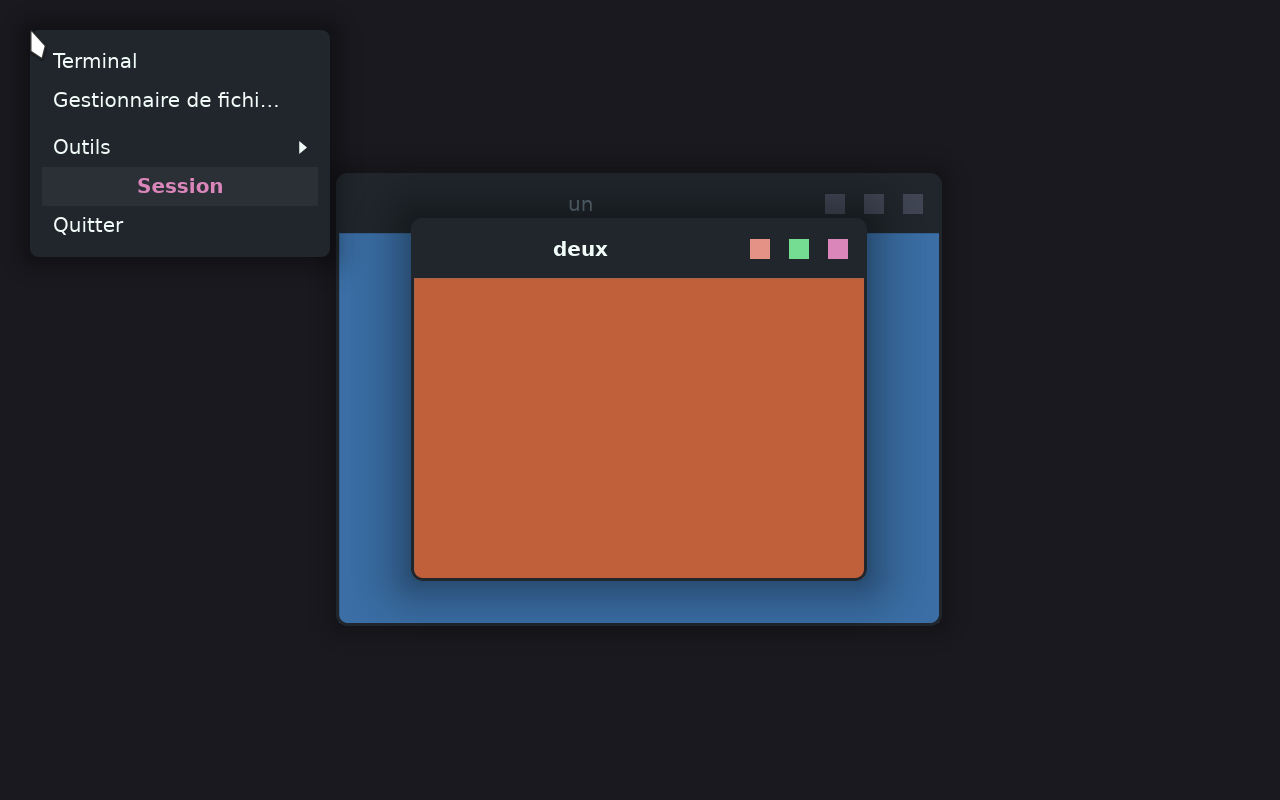 Terminal
Gestionnaire de fichi…
Outils
Session
Quitter
un
deux